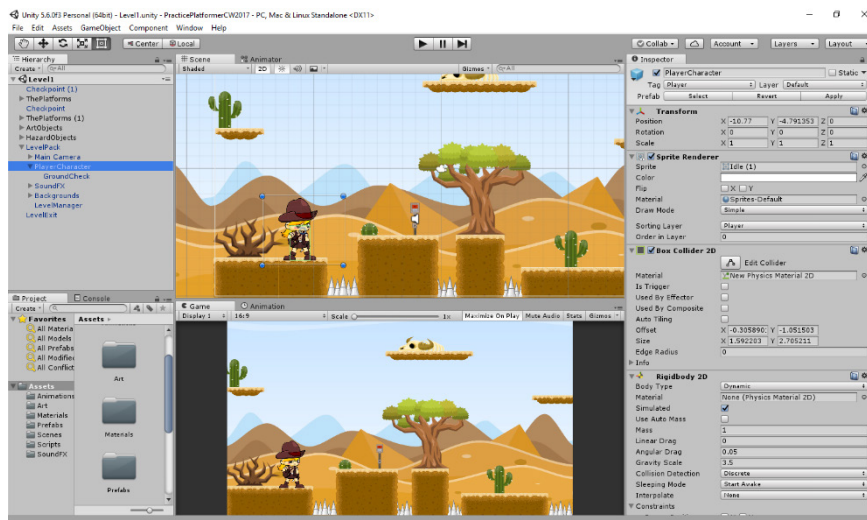 Unity 5.6.0f3 Personal (64bit) - Level1.unity - PracticePlatformerCW2017 - PC, Mac & Linux Standalone <DX11>
File Edit Assets GameObject Component Window Help
Center Local Collab Account Layers Layout
Hierarchy
Create All
Level1
Checkpoint (1)
ThePlatforms
Checkpoint
ThePlatforms (1)
ArtObjects
HazardObjects
LevelPack
Main Camera
PlayerCharacter
GroundCheck
SoundFX
Backgrounds
LevelManager
LevelExit
Scene Animator
Shaded 2D Gizmos All
Project Console
Create
Favorites
All Materia
All Models
All Prefabs
All Modified
All Conflict
Assets
Animations
Art
Materials
Prefabs
Scenes
Scripts
SoundFX
Assets
Art
Materials
Prefabs
Game Animation
Display 1 16:9 Scale 1x Maximize On Play Mute Audio Stats Gizmos
Inspector
PlayerCharacter Static
Tag Player Layer Default
Prefab Select Revert Apply
Transform
Position X -10.77 Y -4.791353 Z 0
Rotation X 0 Y 0 Z 0
Scale X 1 Y 1 Z 1
Sprite Renderer
Sprite Idle (1)
Color
Flip X Y
Material Sprites-Default
Draw Mode Simple
Sorting Layer Player
Order in Layer 0
Box Collider 2D
Edit Collider
Material New Physics Material 2D
Is Trigger
Used By Effector
Used By Composite
Auto Tiling
Offset X -0.305890 Y -1.051503
Size X 1.592203 Y 2.705211
Edge Radius 0
Info
Rigidbody 2D
Body Type Dynamic
Material None (Physics Material 2D)
Simulated
Use Auto Mass
Mass 1
Linear Drag 0
Angular Drag 0.05
Gravity Scale 3.5
Collision Detection Discrete
Sleeping Mode Start Awake
Interpolate None
Constraints